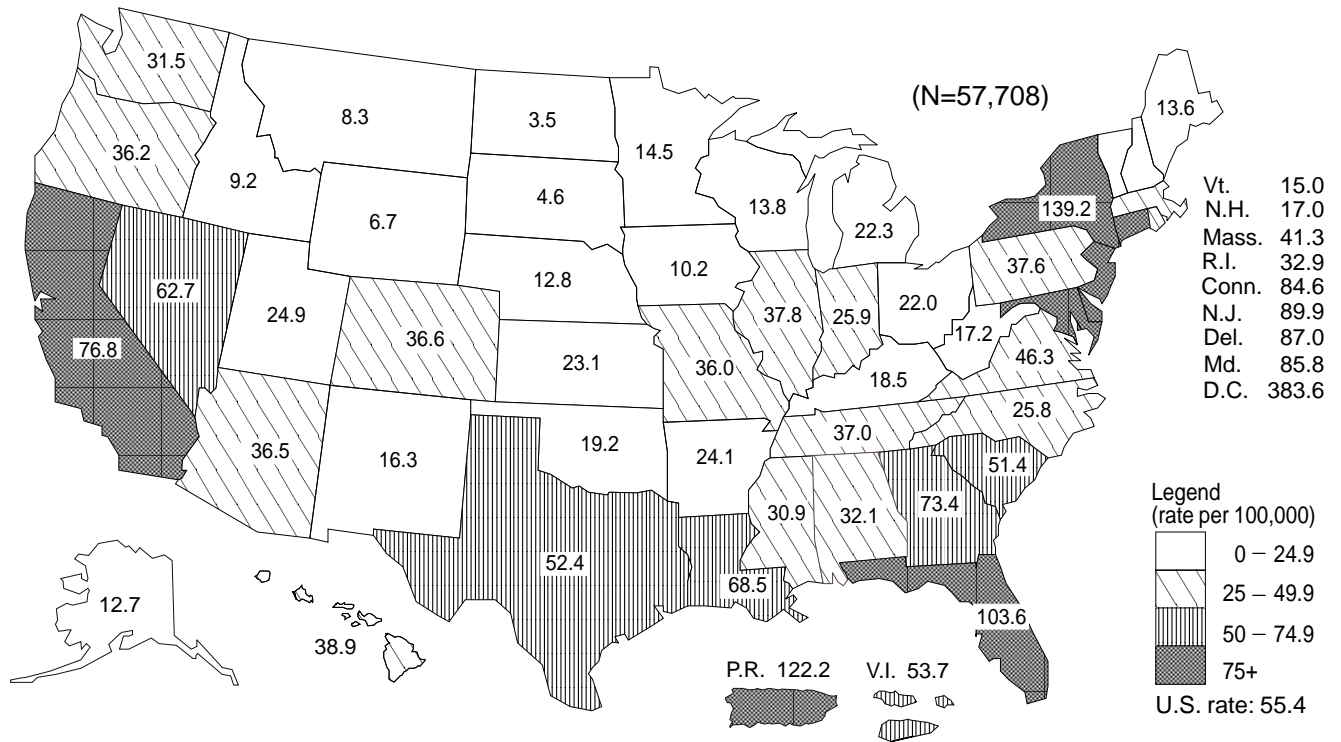 31.5
8.3
3.5
(N=57,708)
13.6
36.2
14.5
9.2
4.6
13.8
139.2
6.7
22.3
Vt. 15.0
N.H. 17.0
Mass. 41.3
R.I. 32.9
Conn. 84.6
N.J. 89.9
Del. 87.0
Md. 85.8
D.C. 383.6
10.2
37.6
12.8
62.7
24.9
22.0
37.8
25.9
36.6
17.2
76.8
46.3
23.1
36.0
18.5
25.8
37.0
19.2
36.5
16.3
24.1
51.4
73.4
30.9
32.1
52.4
68.5
12.7
103.6
38.9
P.R. 122.2
V.I. 53.7
Legend
(rate per 100,000)
0 – 24.9
25 – 49.9
50 – 74.9
75+
U.S. rate: 55.4